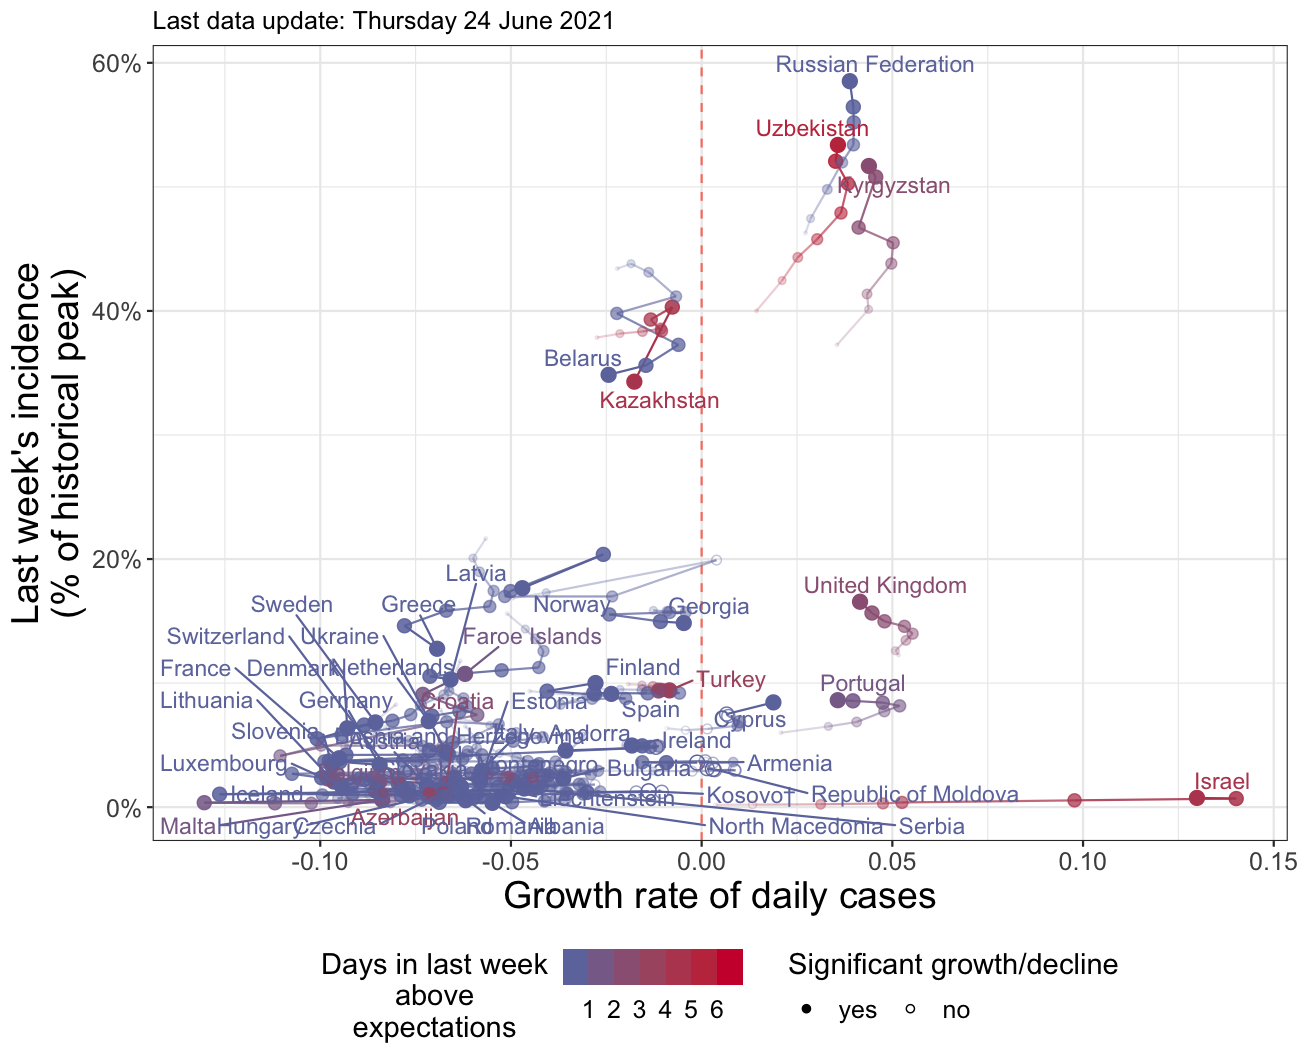 Last data update: Thursday 24 June 2021
Last week's incidence
(% of historical peak)
60%
40%
20%
0%
Russian Federation
Uzbekistan
Kyrgyzstan
Belarus
Kazakhstan
Latvia
Sweden
Greece
Norway
Georgia
United Kingdom
Switzerland
Ukraine
Faroe Islands
France
Denmark
Netherlands
Finland
Turkey
Portugal
Lithuania
Germany
Croatia
Estonia
Spain
Cyprus
Slovenia
Austria
and Herzegovina
Italy
Andorra
Ireland
Luxembourg
Bulgaria
Armenia
Israel
Iceland
Liechtenstein
Kosovo
Republic of Moldova
Azerbaijan
Malta
Hungary
Czechia
Poland
Romania
Albania
North Macedonia
Serbia
-0.10
-0.05
0.00
0.05
0.10
0.15
Growth rate of daily cases
Days in last week
above
expectations
1 2 3 4 5 6
Significant growth/decline
yes
no